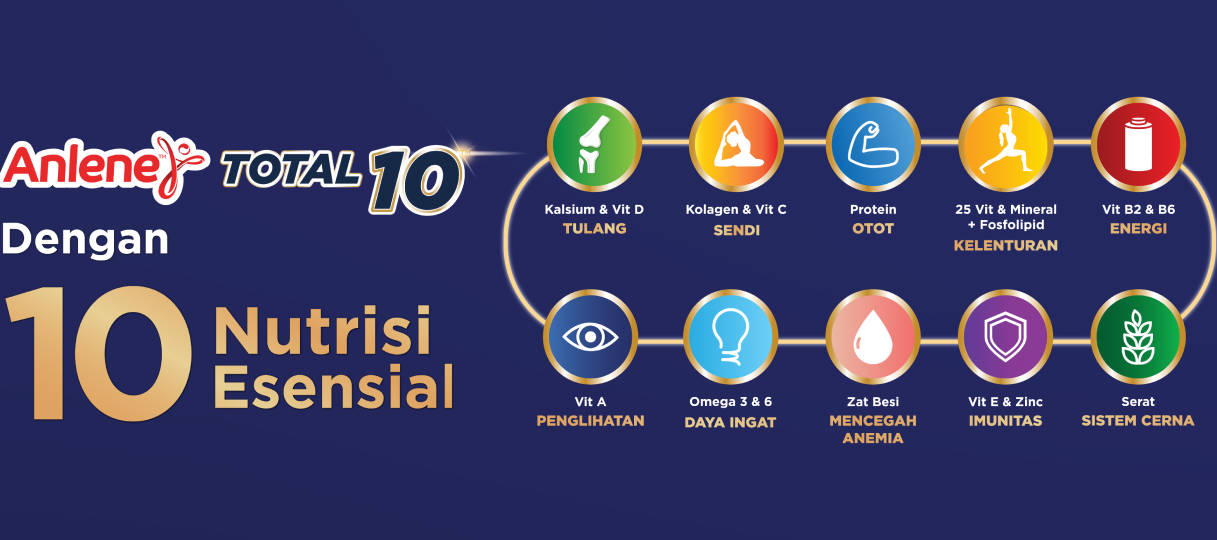 Anlene™ TOTAL 10
Dengan
10 Nutrisi
Esensial
Kalsium & Vit D
TULANG
Kolagen & Vit C
SENDI
Protein
OTOT
25 Vit & Mineral
+ Fosfolipid
KELENTURAN
Vit B2 & B6
ENERGI
Vit A
PENGLIHATAN
Omega 3 & 6
DAYA INGAT
Zat Besi
MENCEGAH
ANEMIA
Vit E & Zinc
IMUNITAS
Serat
SISTEM CERNA